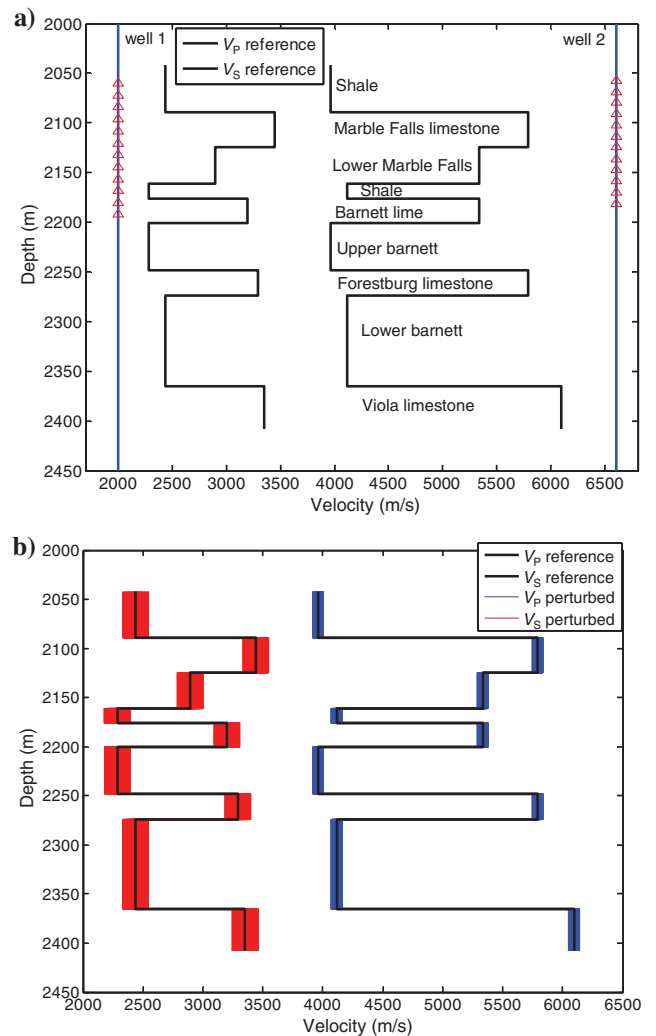 a)
well 1
V_P reference
V_S reference
well 2
Shale
Marble Falls limestone
Lower Marble Falls
Shale
Barnett lime
Upper barnett
Forestburg limestone
Lower barnett
Viola limestone
Depth (m)
2000
2050
2100
2150
2200
2250
2300
2350
2400
2450
2000 2500 3000 3500 4000 4500 5000 5500 6000 6500
Velocity (m/s)
b)
V_P reference
V_S reference
V_P perturbed
V_S perturbed
Depth (m)
2000
2050
2100
2150
2200
2250
2300
2350
2400
2450
2000 2500 3000 3500 4000 4500 5000 5500 6000 6500
Velocity (m/s)